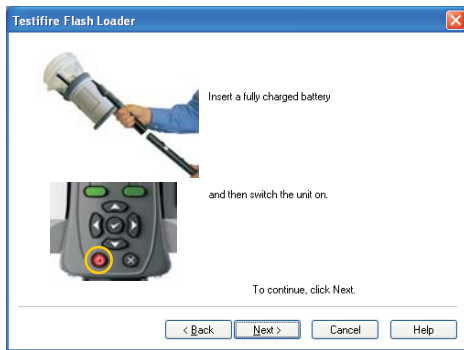 Testifire Flash Loader
Insert a fully charged battery
and then switch the unit on.
To continue, click Next.
< Back
Next >
Cancel
Help